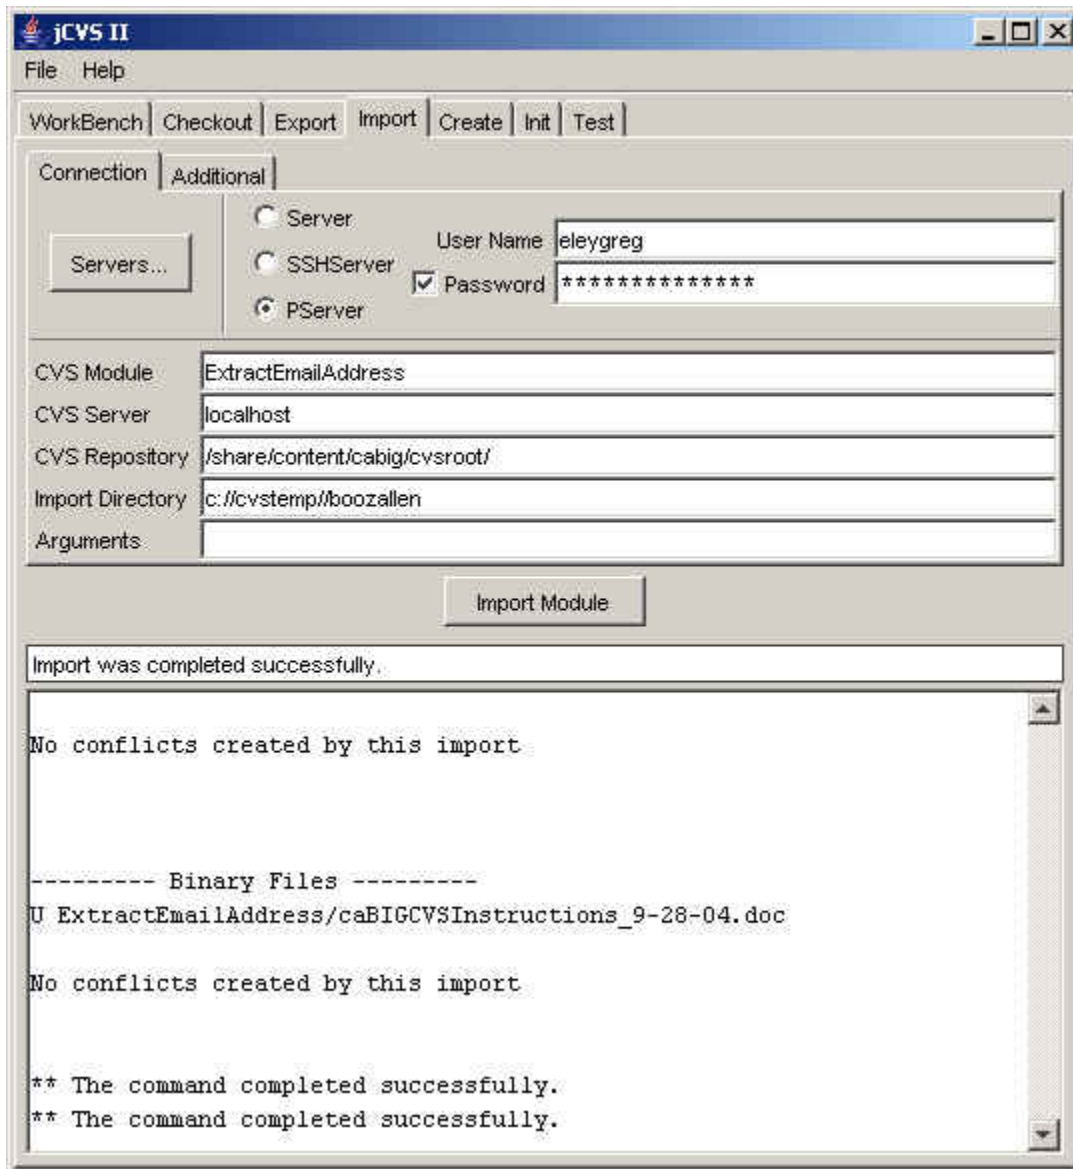 jCVS II
File Help
WorkBench Checkout Export Import Create Init Test
Connection Additional
Servers...
Server
SSHServer
PServer
User Name eleygreg
Password **************
CVS Module ExtractEmailAddress
CVS Server localhost
CVS Repository /share/content/cabig/cvsroot/
Import Directory c://cvstemp//boozallen
Arguments
Import Module
Import was completed successfully.
No conflicts created by this import
--------- Binary Files ---------
U ExtractEmailAddress/caBIGCVSInstructions_9-28-04.doc
No conflicts created by this import
** The command completed successfully.
** The command completed successfully.